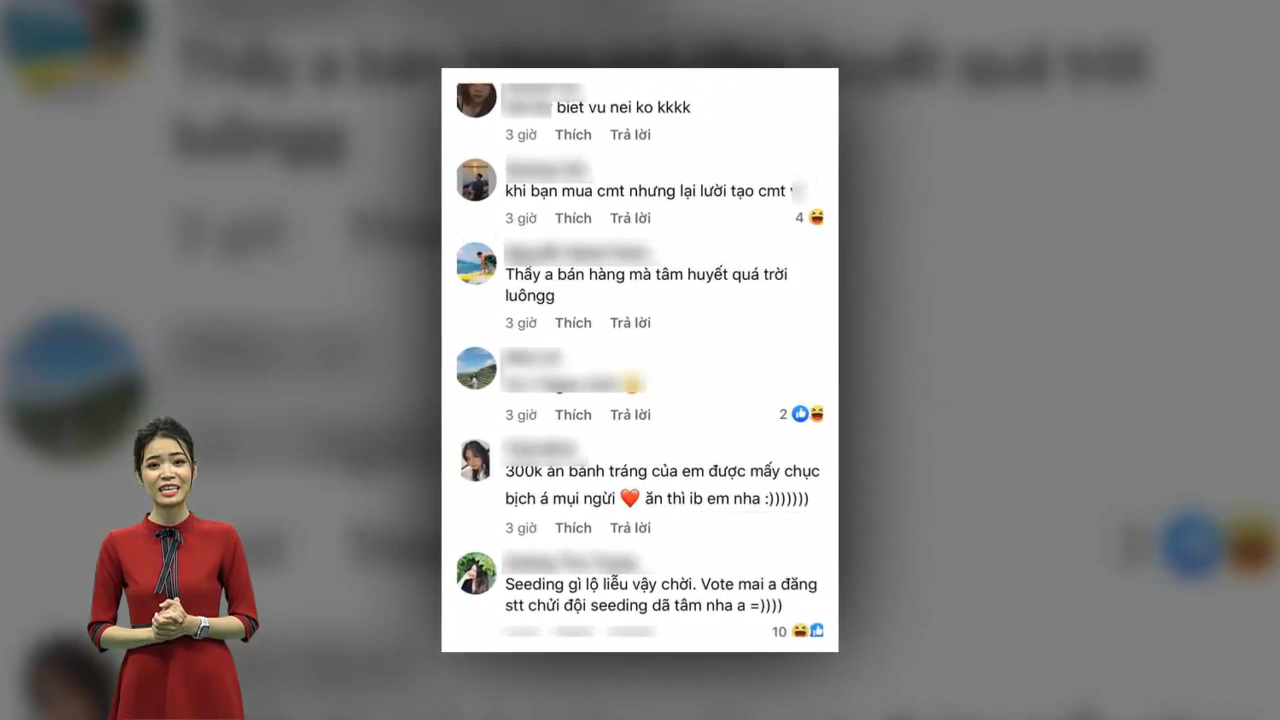 biet vu nei ko kkkk
3 giờ Thích Trả lời
khi bạn mua cmt nhưng lại lười tạo cmt
3 giờ Thích Trả lời 4
Thấy a bán hàng mà tâm huyết quá trời
luôngg
3 giờ Thích Trả lời
3 giờ Thích Trả lời 2
300k ăn bánh tráng của em được mấy chục
bịch á mụi ngừi ❤️ ăn thì ib em nha :)))))))
3 giờ Thích Trả lời
Seeding gì lộ liễu vậy chời. Vote mai a đăng
stt chửi đội seeding dã tâm nha a =))))
10